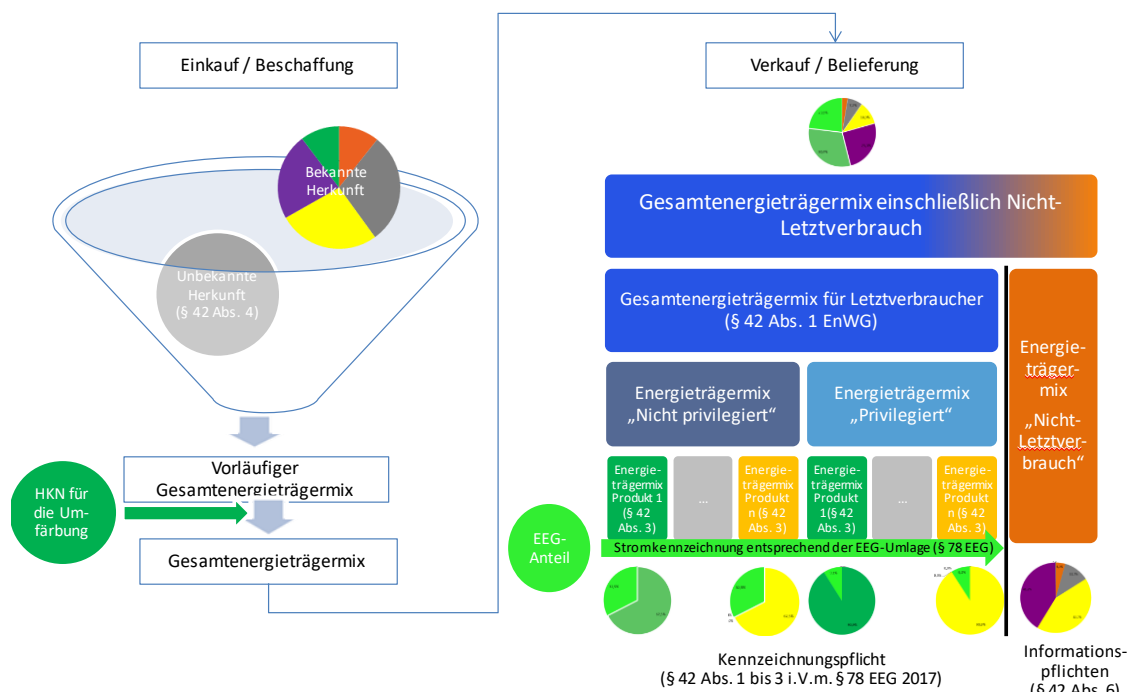 Einkauf / Beschaffung
Bekannte
Herkunft
Unbekannte
Herkunft
(§ 42 Abs. 4)
Vorläufiger
Gesamtenergieträgermix
HKN für
die Um-
färbung
Gesamtenergieträgermix
Verkauf / Belieferung
Gesamtenergieträgermix einschließlich Nicht-
Letztverbrauch
Gesamtenergieträgermix für Letztverbraucher
(§ 42 Abs. 1 EnWG)
Energieträgermix
„Nicht privilegiert“
Energieträgermix
„Privilegiert“
Energie-
träger-
mix
„Nicht-
Letztver-
brauch“
Energie-
trägermix
Produkt 1 (§
42 Abs. 3)
...
Energie-
trägermix
Produkt
n (§ 42
Abs. 3)
Energie-
trägermix
Produkt
1(§ 42
Abs. 3)
...
Energie-
trägermix
Produkt
n (§ 42
Abs. 3)
EEG-
Anteil
Stromkennzeichnung entsprechend der EEG-Umlage (§ 78 EEG)
Kennzeichnungspflicht
(§ 42 Abs. 1 bis 3 i.V.m. § 78 EEG 2017)
Informations-
pflichten
(§ 42 Abs. 6)